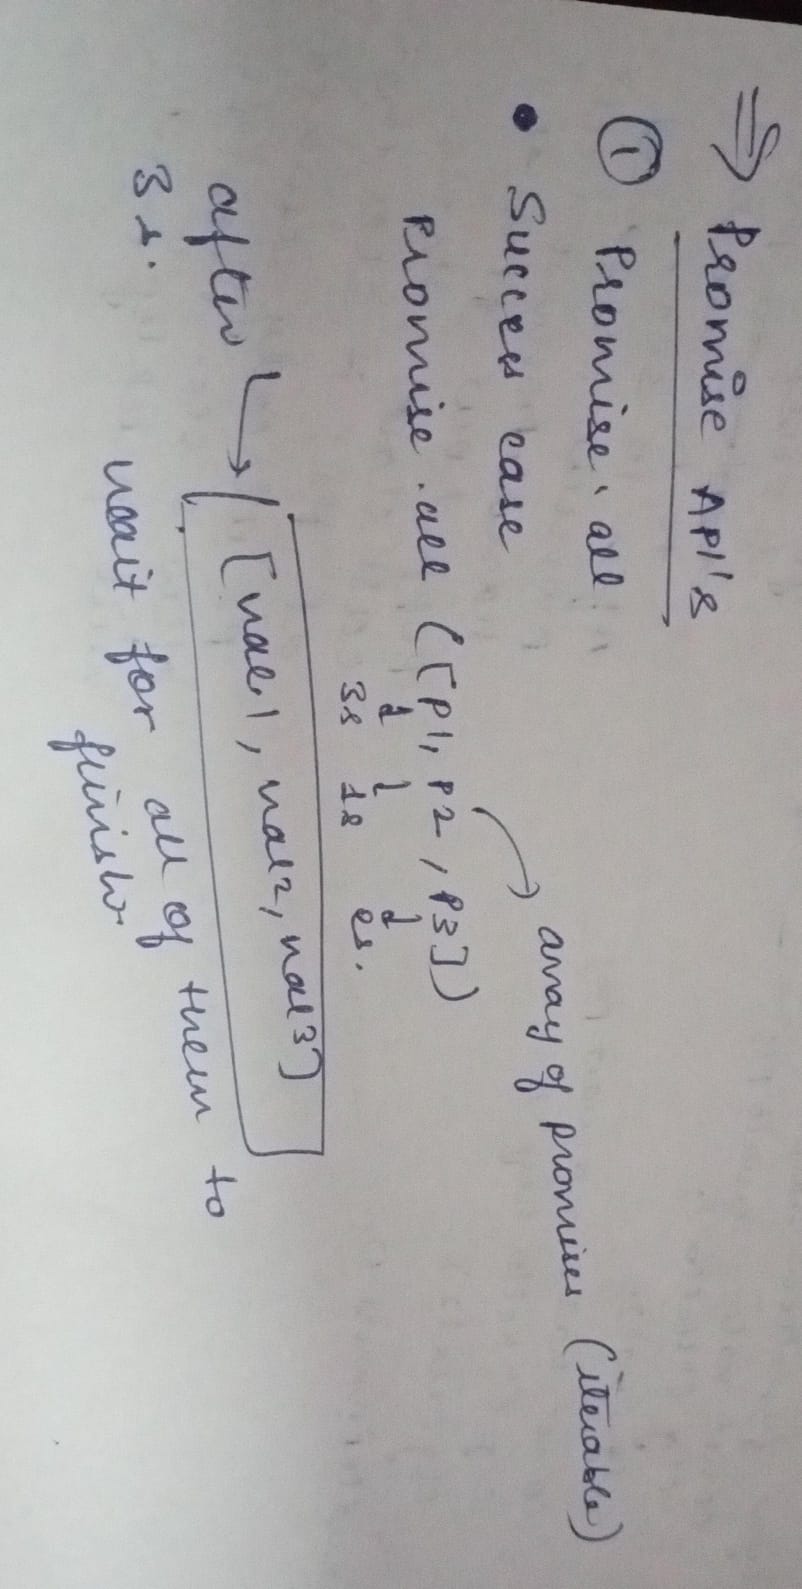 ⇒ Promise API's
① Promise.all
• Success case
Promise.all ([p1, p2, p3])
→ array of promises (iterable)
3s 1s
after 3s.
[val1, val2, val3]
wait for all of them to
finish